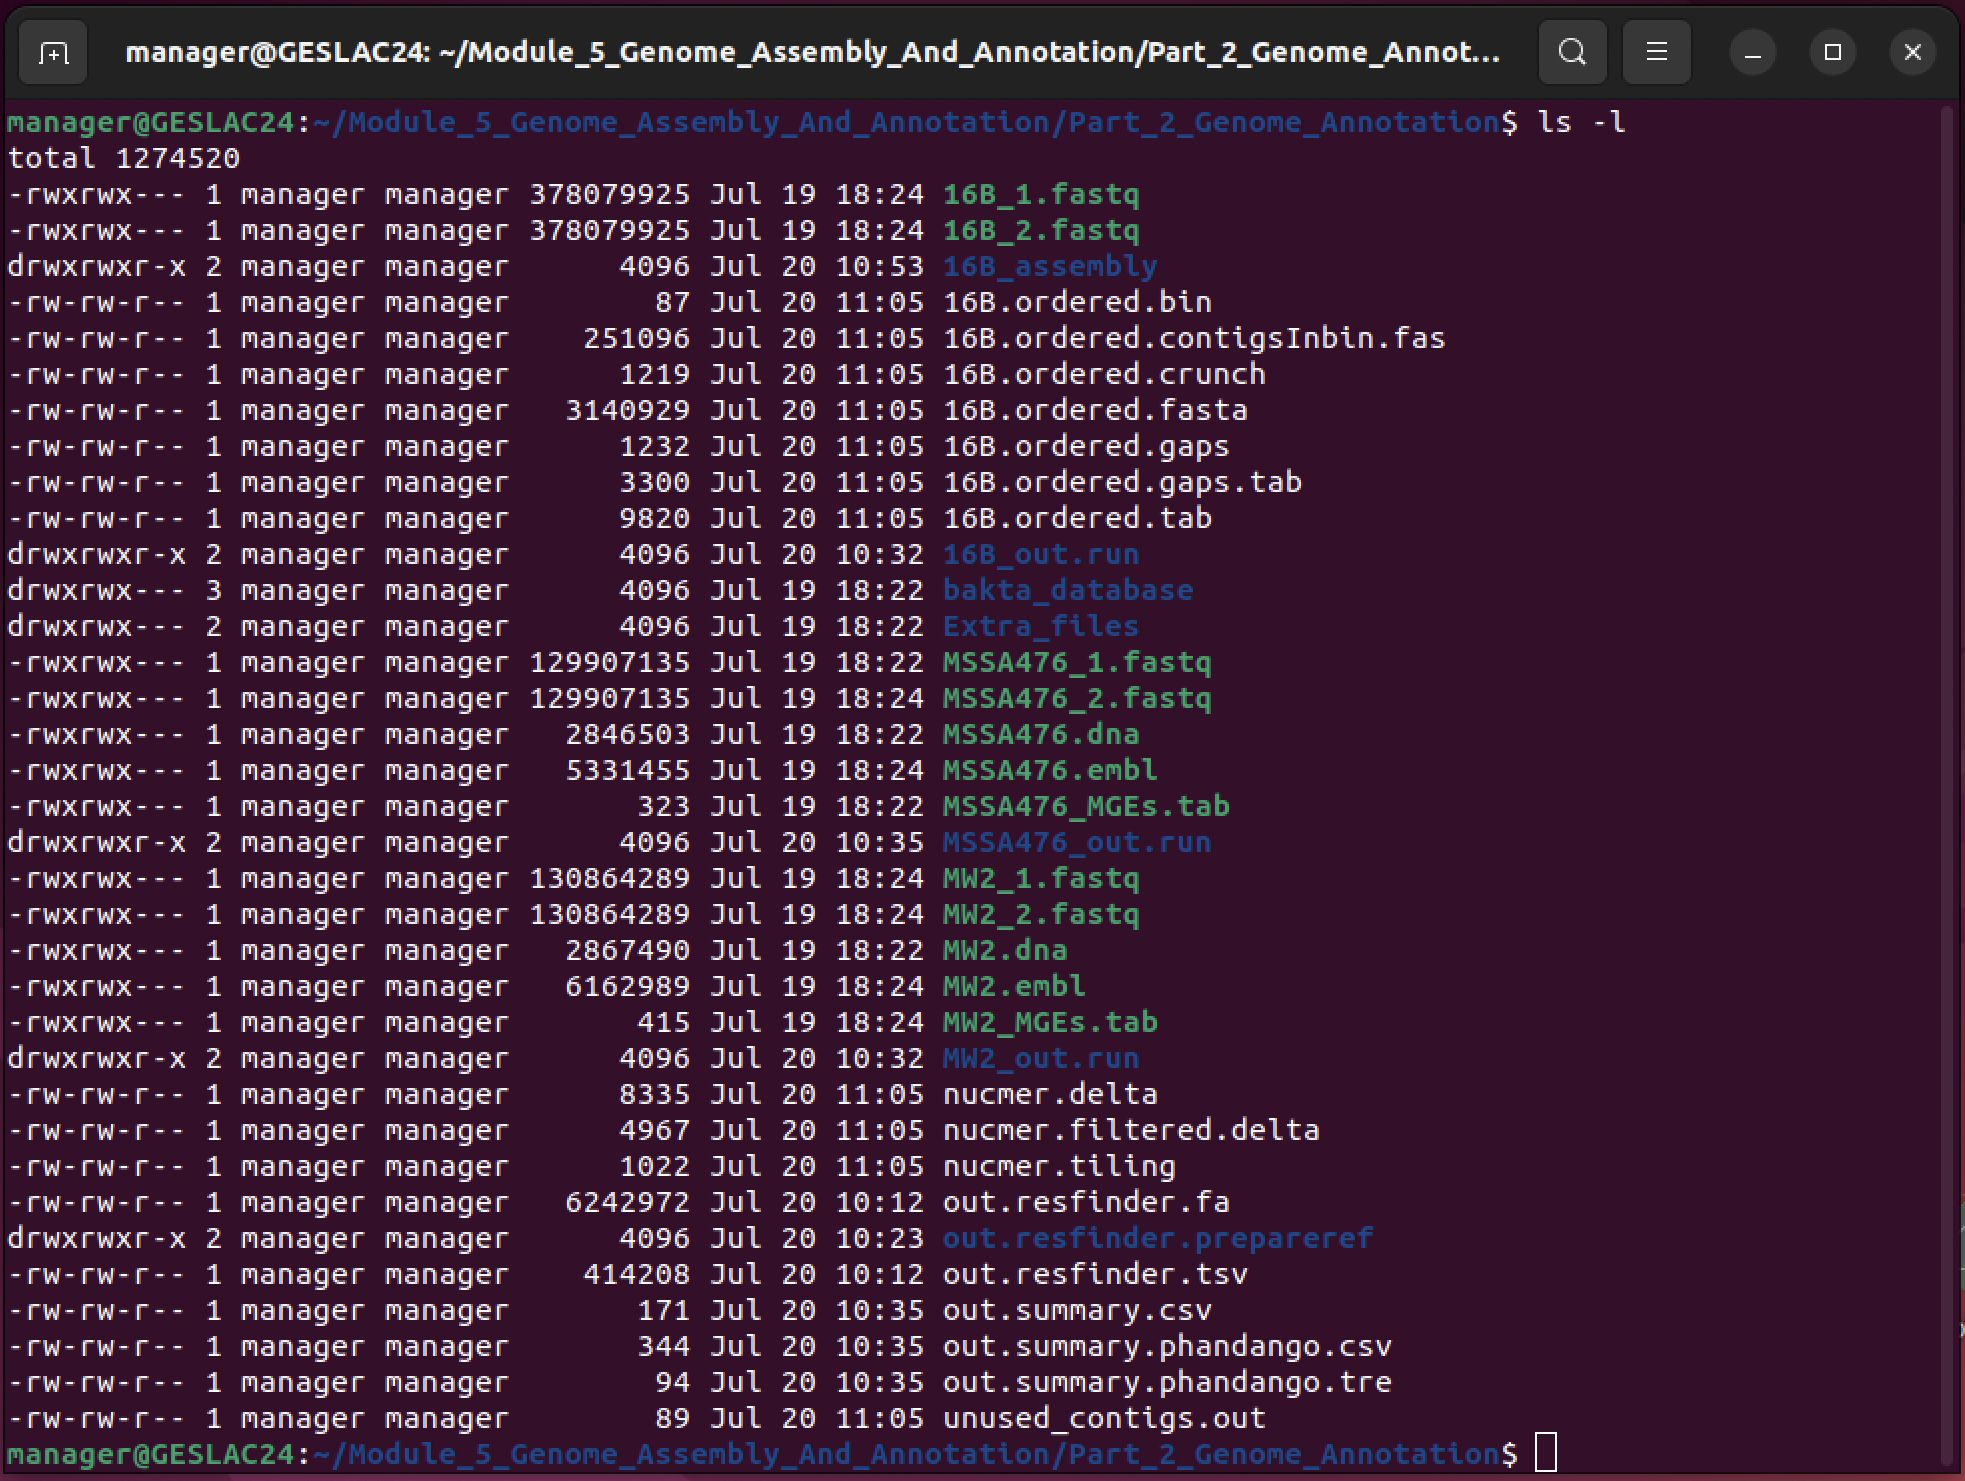 manager@GESLAC24: ~/Module_5_Genome_Assembly_And_Annotation/Part_2_Genome_Annot...
manager@GESLAC24:~/Module_5_Genome_Assembly_And_Annotation/Part_2_Genome_Annotation$ ls -l
total 1274520
-rwxrwx--- 1 manager manager 378079925 Jul 19 18:24 16B_1.fastq
-rwxrwx--- 1 manager manager 378079925 Jul 19 18:24 16B_2.fastq
drwxrwxr-x 2 manager manager      4096 Jul 20 10:53 16B_assembly
-rw-rw-r-- 1 manager manager        87 Jul 20 11:05 16B.ordered.bin
-rw-rw-r-- 1 manager manager    251096 Jul 20 11:05 16B.ordered.contigsInbin.fas
-rw-rw-r-- 1 manager manager      1219 Jul 20 11:05 16B.ordered.crunch
-rw-rw-r-- 1 manager manager   3140929 Jul 20 11:05 16B.ordered.fasta
-rw-rw-r-- 1 manager manager      1232 Jul 20 11:05 16B.ordered.gaps
-rw-rw-r-- 1 manager manager      3300 Jul 20 11:05 16B.ordered.gaps.tab
-rw-rw-r-- 1 manager manager      9820 Jul 20 11:05 16B.ordered.tab
drwxrwxr-x 2 manager manager      4096 Jul 20 10:32 16B_out.run
drwxrwx--- 3 manager manager      4096 Jul 19 18:22 bakta_database
drwxrwx--- 2 manager manager      4096 Jul 19 18:22 Extra_files
-rwxrwx--- 1 manager manager 129907135 Jul 19 18:22 MSSA476_1.fastq
-rwxrwx--- 1 manager manager 129907135 Jul 19 18:24 MSSA476_2.fastq
-rwxrwx--- 1 manager manager   2846503 Jul 19 18:22 MSSA476.dna
-rwxrwx--- 1 manager manager   5331455 Jul 19 18:24 MSSA476.embl
-rwxrwx--- 1 manager manager       323 Jul 19 18:22 MSSA476_MGEs.tab
drwxrwxr-x 2 manager manager      4096 Jul 20 10:35 MSSA476_out.run
-rwxrwx--- 1 manager manager 130864289 Jul 19 18:24 MW2_1.fastq
-rwxrwx--- 1 manager manager 130864289 Jul 19 18:24 MW2_2.fastq
-rwxrwx--- 1 manager manager   2867490 Jul 19 18:22 MW2.dna
-rwxrwx--- 1 manager manager   6162989 Jul 19 18:24 MW2.embl
-rwxrwx--- 1 manager manager       415 Jul 19 18:24 MW2_MGEs.tab
drwxrwxr-x 2 manager manager      4096 Jul 20 10:32 MW2_out.run
-rw-rw-r-- 1 manager manager      8335 Jul 20 11:05 nucmer.delta
-rw-rw-r-- 1 manager manager      4967 Jul 20 11:05 nucmer.filtered.delta
-rw-rw-r-- 1 manager manager      1022 Jul 20 11:05 nucmer.tiling
-rw-rw-r-- 1 manager manager   6242972 Jul 20 10:12 out.resfinder.fa
drwxrwxr-x 2 manager manager      4096 Jul 20 10:23 out.resfinder.prepareref
-rw-rw-r-- 1 manager manager    414208 Jul 20 10:12 out.resfinder.tsv
-rw-rw-r-- 1 manager manager       171 Jul 20 10:35 out.summary.csv
-rw-rw-r-- 1 manager manager       344 Jul 20 10:35 out.summary.phandango.csv
-rw-rw-r-- 1 manager manager        94 Jul 20 10:35 out.summary.phandango.tre
-rw-rw-r-- 1 manager manager        89 Jul 20 11:05 unused_contigs.out
manager@GESLAC24:~/Module_5_Genome_Assembly_And_Annotation/Part_2_Genome_Annotation$